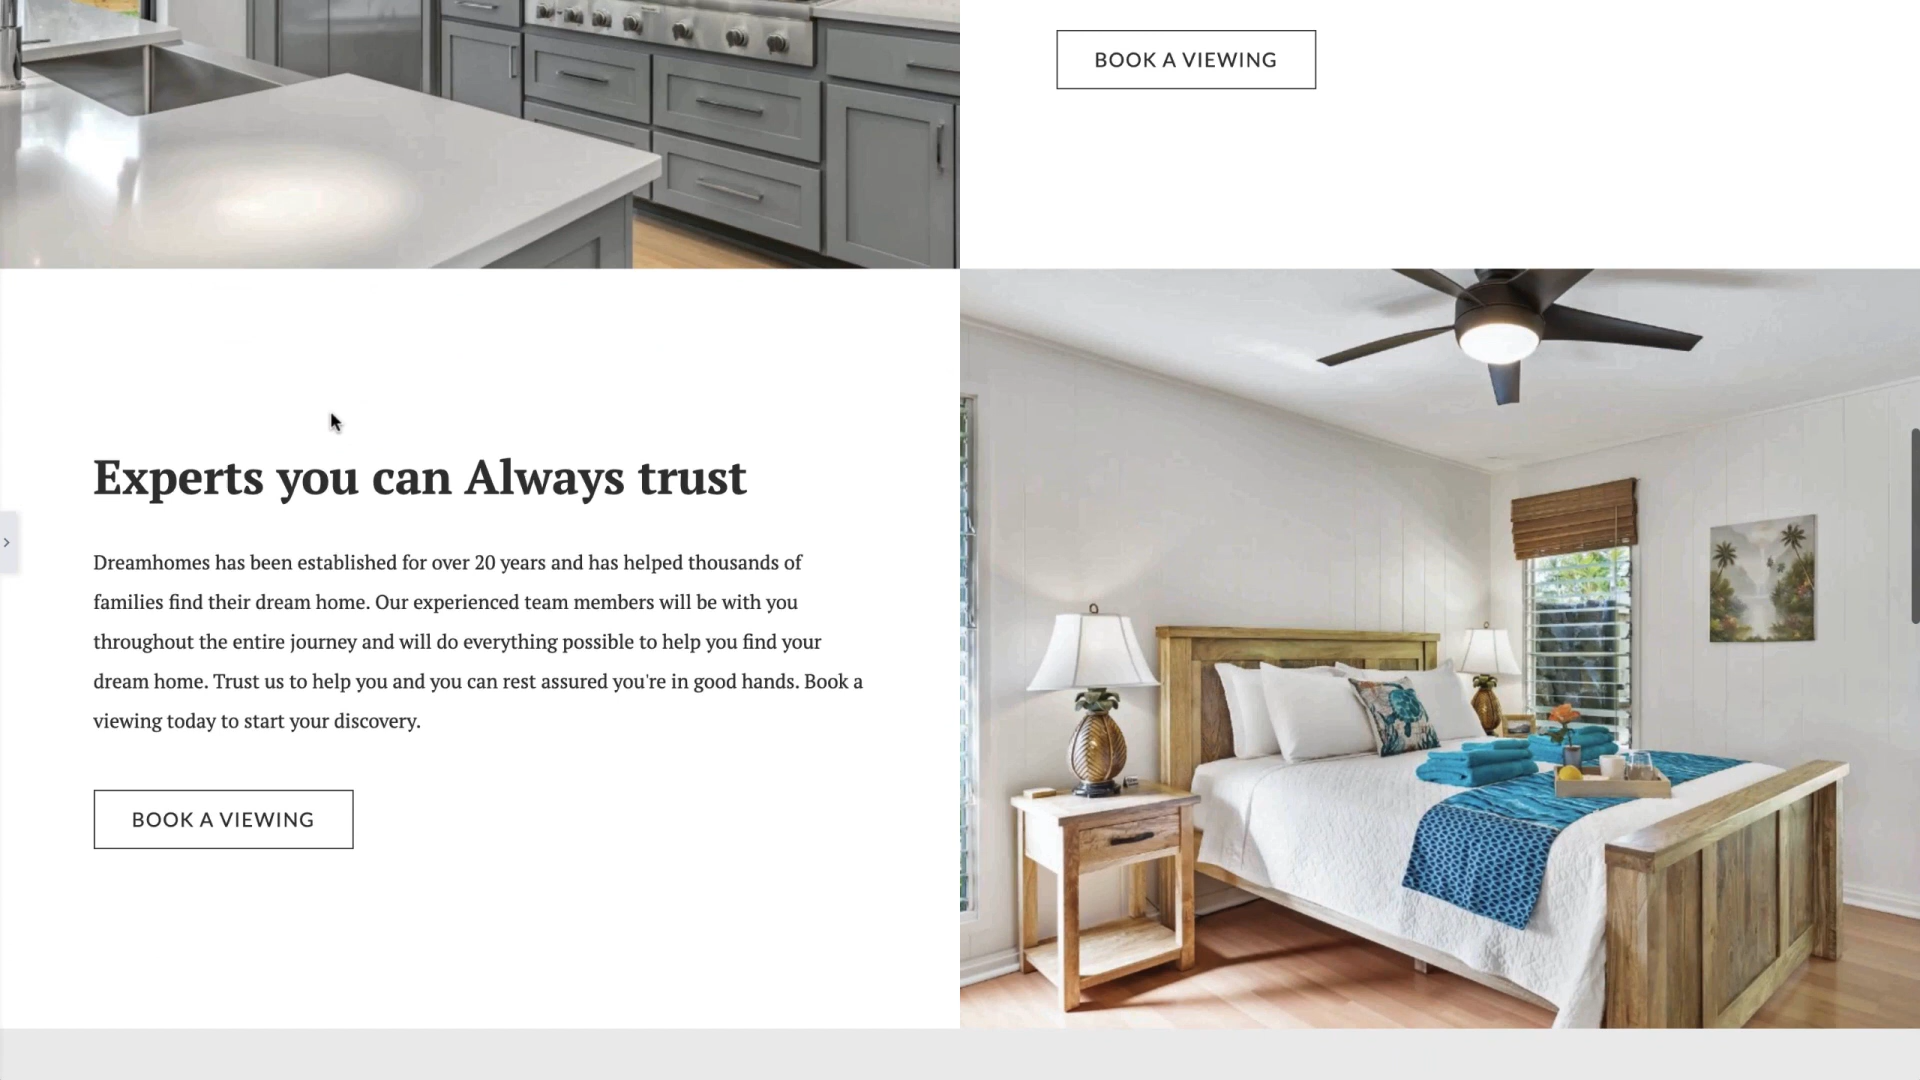 BOOK A VIEWING
Experts you can Always trust
Dreamhomes has been established for over 20 years and has helped thousands of
families find their dream home. Our experienced team members will be with you
throughout the entire journey and will do everything possible to help you find your
dream home. Trust us to help you and you can rest assured you're in good hands. Book a
viewing today to start your discovery.
BOOK A VIEWING